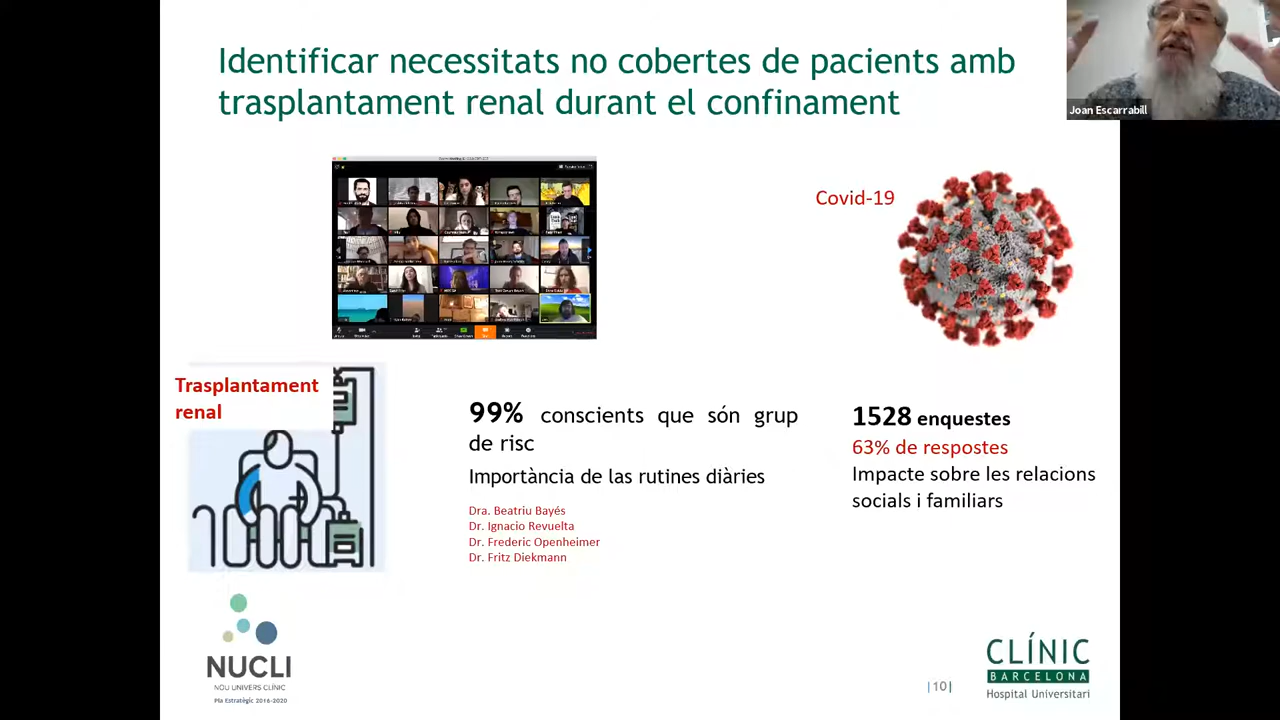 Identificar necessitats no cobertes de pacients amb
trasplantament renal durant el confinament
Joan Escarrabill
Covid-19
Trasplantament
renal
99% conscients que són grup
de risc
Importància de las rutines diàries
Dra. Beatriu Bayés
Dr. Ignacio Revuelta
Dr. Frederic Openheimer
Dr. Fritz Diekmann
1528 enquestes
63% de respostes
Impacte sobre les relacions
socials i familiars
NUCLI
NOU UNIVERS CLÍNIC
Pla Estratègic 2016-2020
|10|
CLÍNIC
BARCELONA
Hospital Universitari